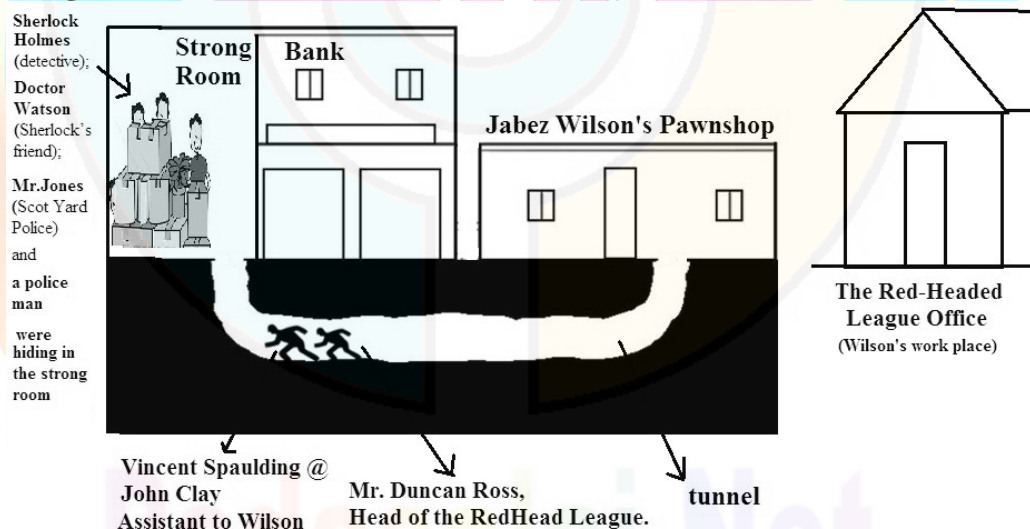 Sherlock
Holmes
(detective);
Doctor
Watson
(Sherlock's
friend);
Mr.Jones
(Scot Yard
Police)
and
a police
man
were
hiding in
the strong
room
Strong
Room
Bank
Jabez Wilson's Pawnshop
The Red-Headed
League Office
(Wilson's work place)
Vincent Spaulding @
John Clay
Assistant to Wilson
Mr. Duncan Ross,
Head of the RedHead League.
tunnel